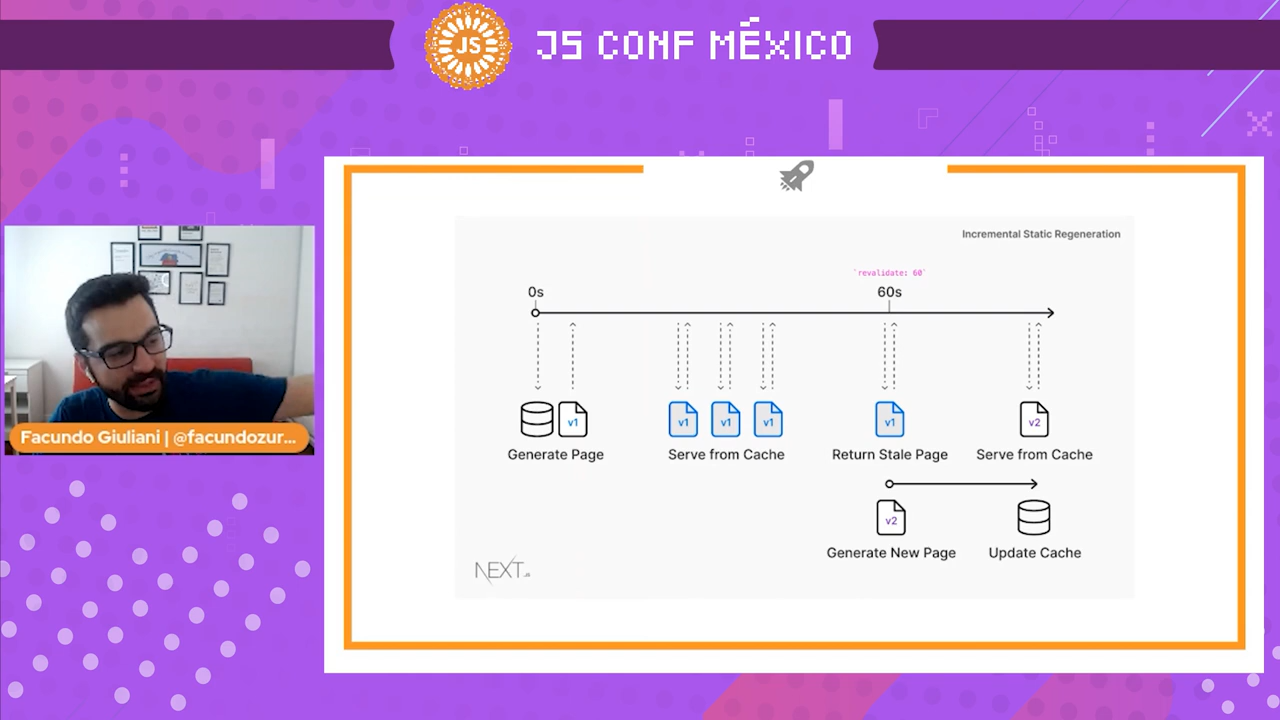 JS
JS CONF MÉXICO
Incremental Static Regeneration
`revalidate: 60`
0s
60s
v1
v1
v1
v1
v1
v2
Generate Page
Serve from Cache
Return Stale Page
Serve from Cache
v2
Generate New Page
Update Cache
NEXT.JS
Facundo Giuliani | @facundozur...